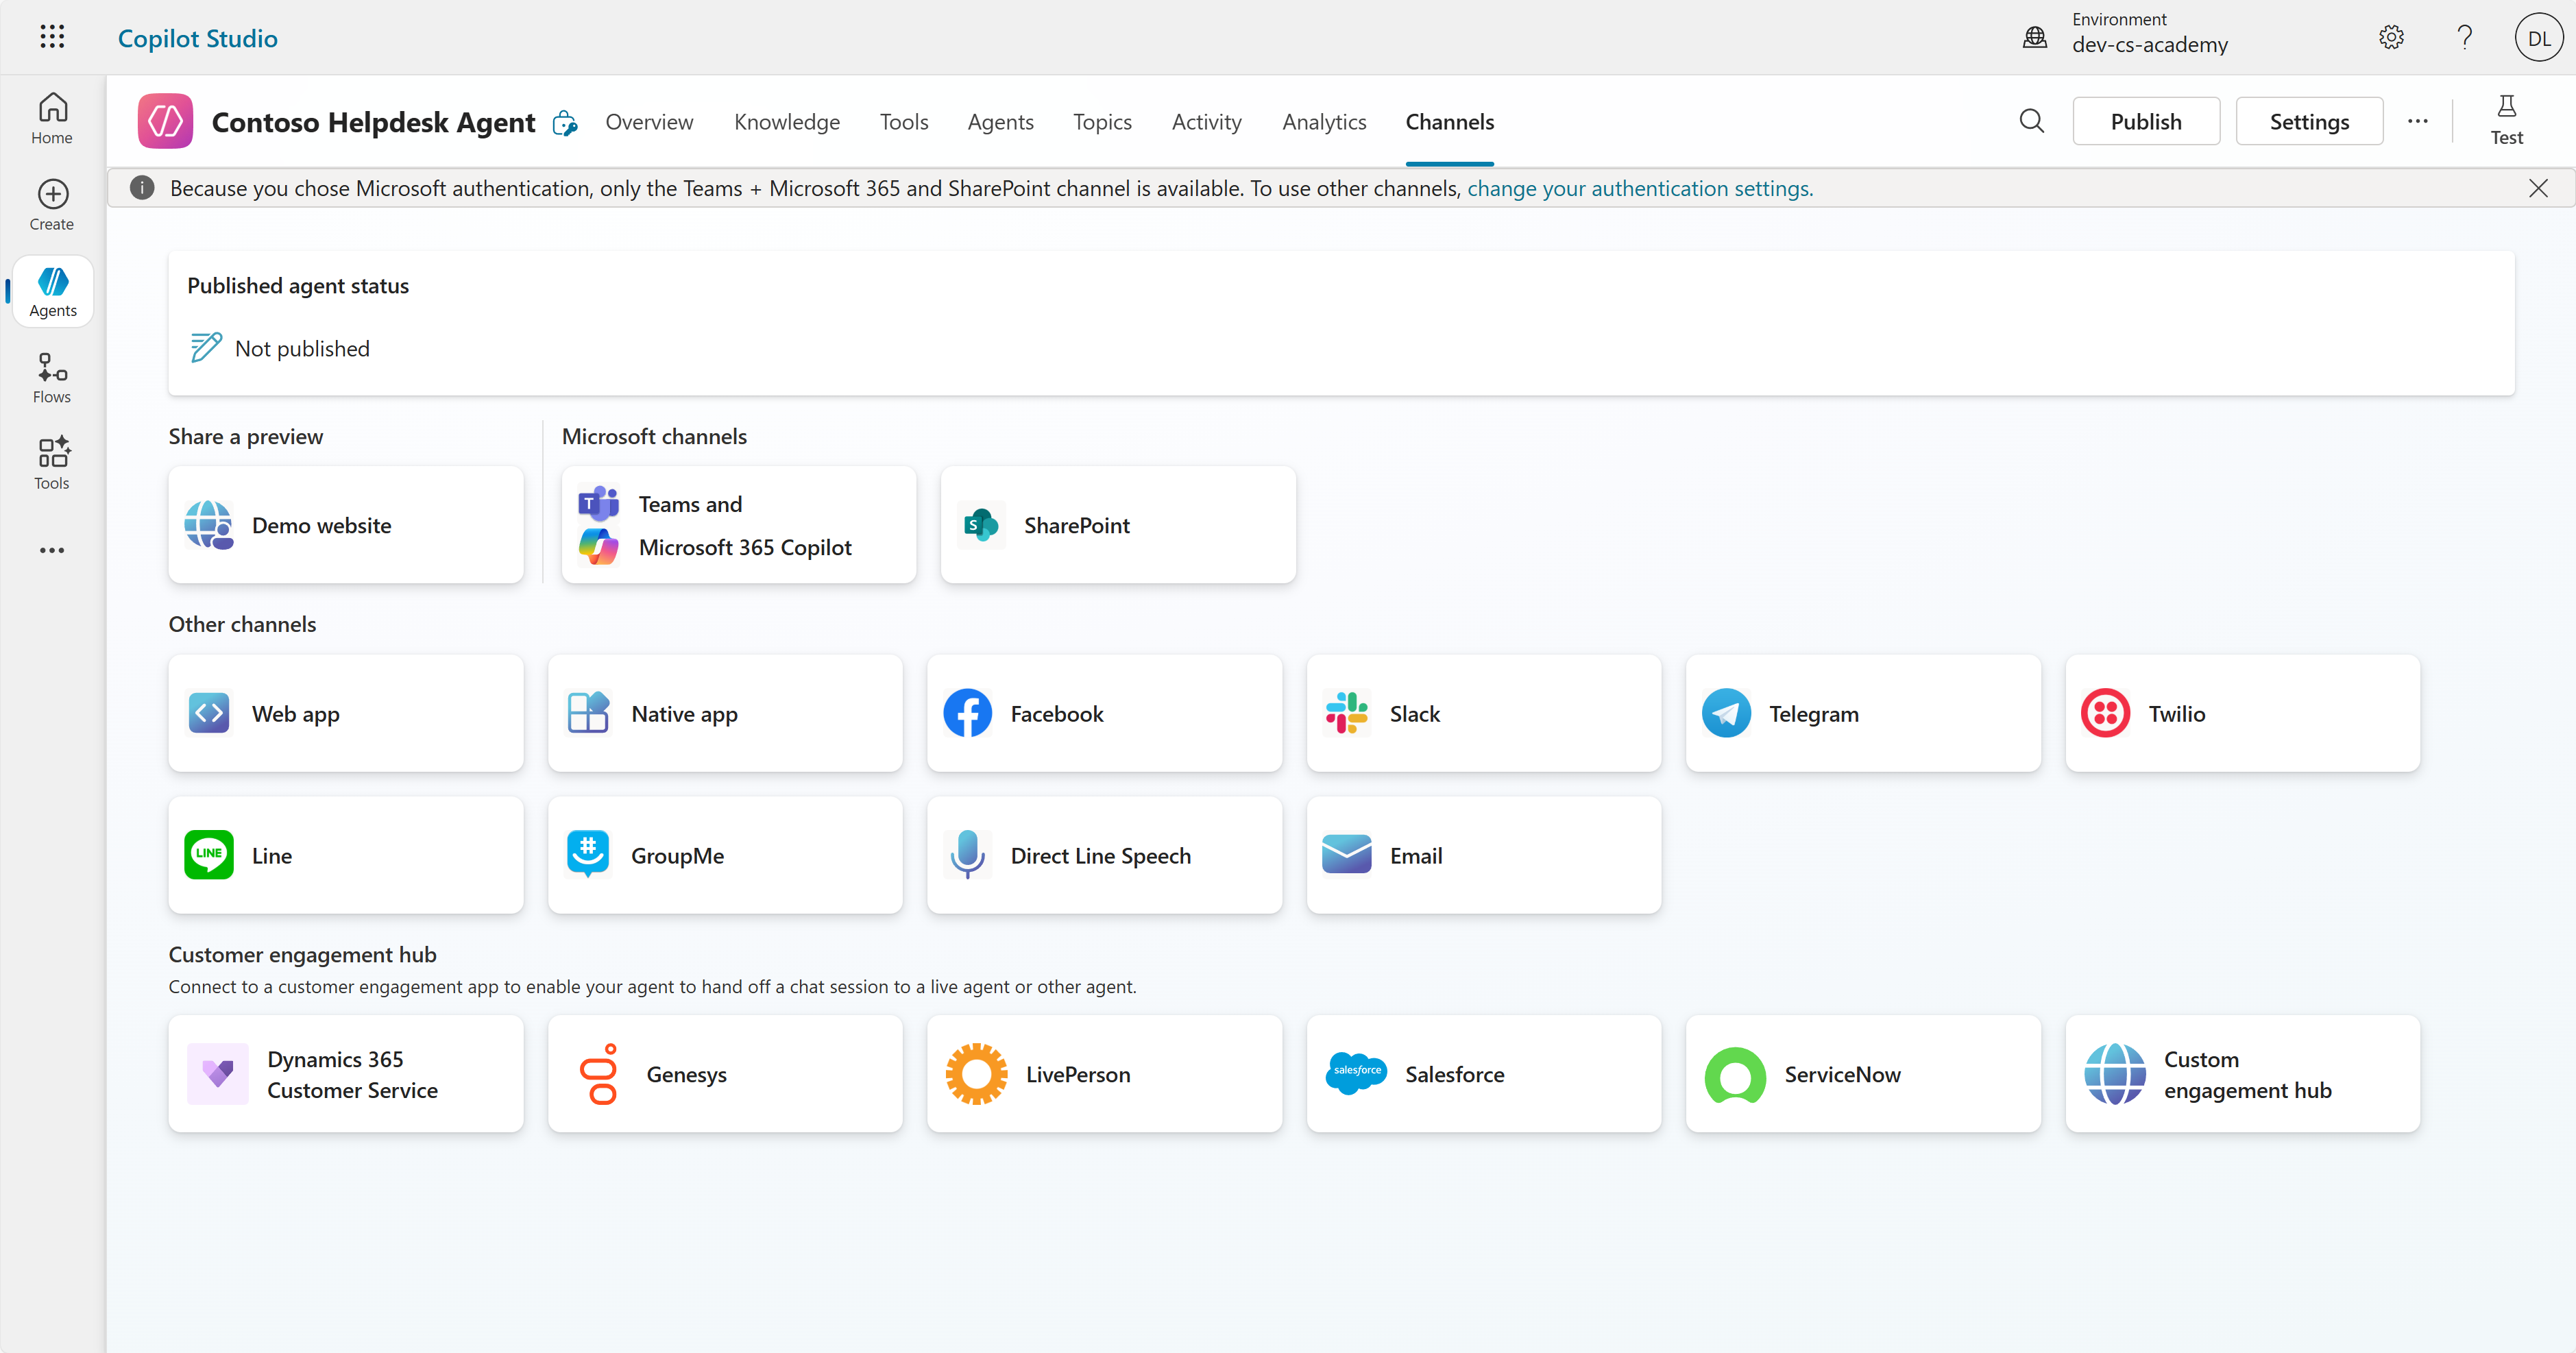 Copilot Studio
Environment
dev-cs-academy
DL
Home
Create
Agents
Flows
Tools
Contoso Helpdesk Agent
Overview
Knowledge
Tools
Agents
Topics
Activity
Analytics
Channels
Publish
Settings
Test
Because you chose Microsoft authentication, only the Teams + Microsoft 365 and SharePoint channel is available. To use other channels, change your authentication settings.
Published agent status
Not published
Share a preview
Demo website
Microsoft channels
T
Teams and
Microsoft 365 Copilot
S
SharePoint
Other channels
Web app
Native app
Facebook
Slack
Telegram
Twilio
LINE
Line
GroupMe
Direct Line Speech
Email
Customer engagement hub
Connect to a customer engagement app to enable your agent to hand off a chat session to a live agent or other agent.
Dynamics 365
Customer Service
Genesys
LivePerson
salesforce
Salesforce
ServiceNow
Custom
engagement hub